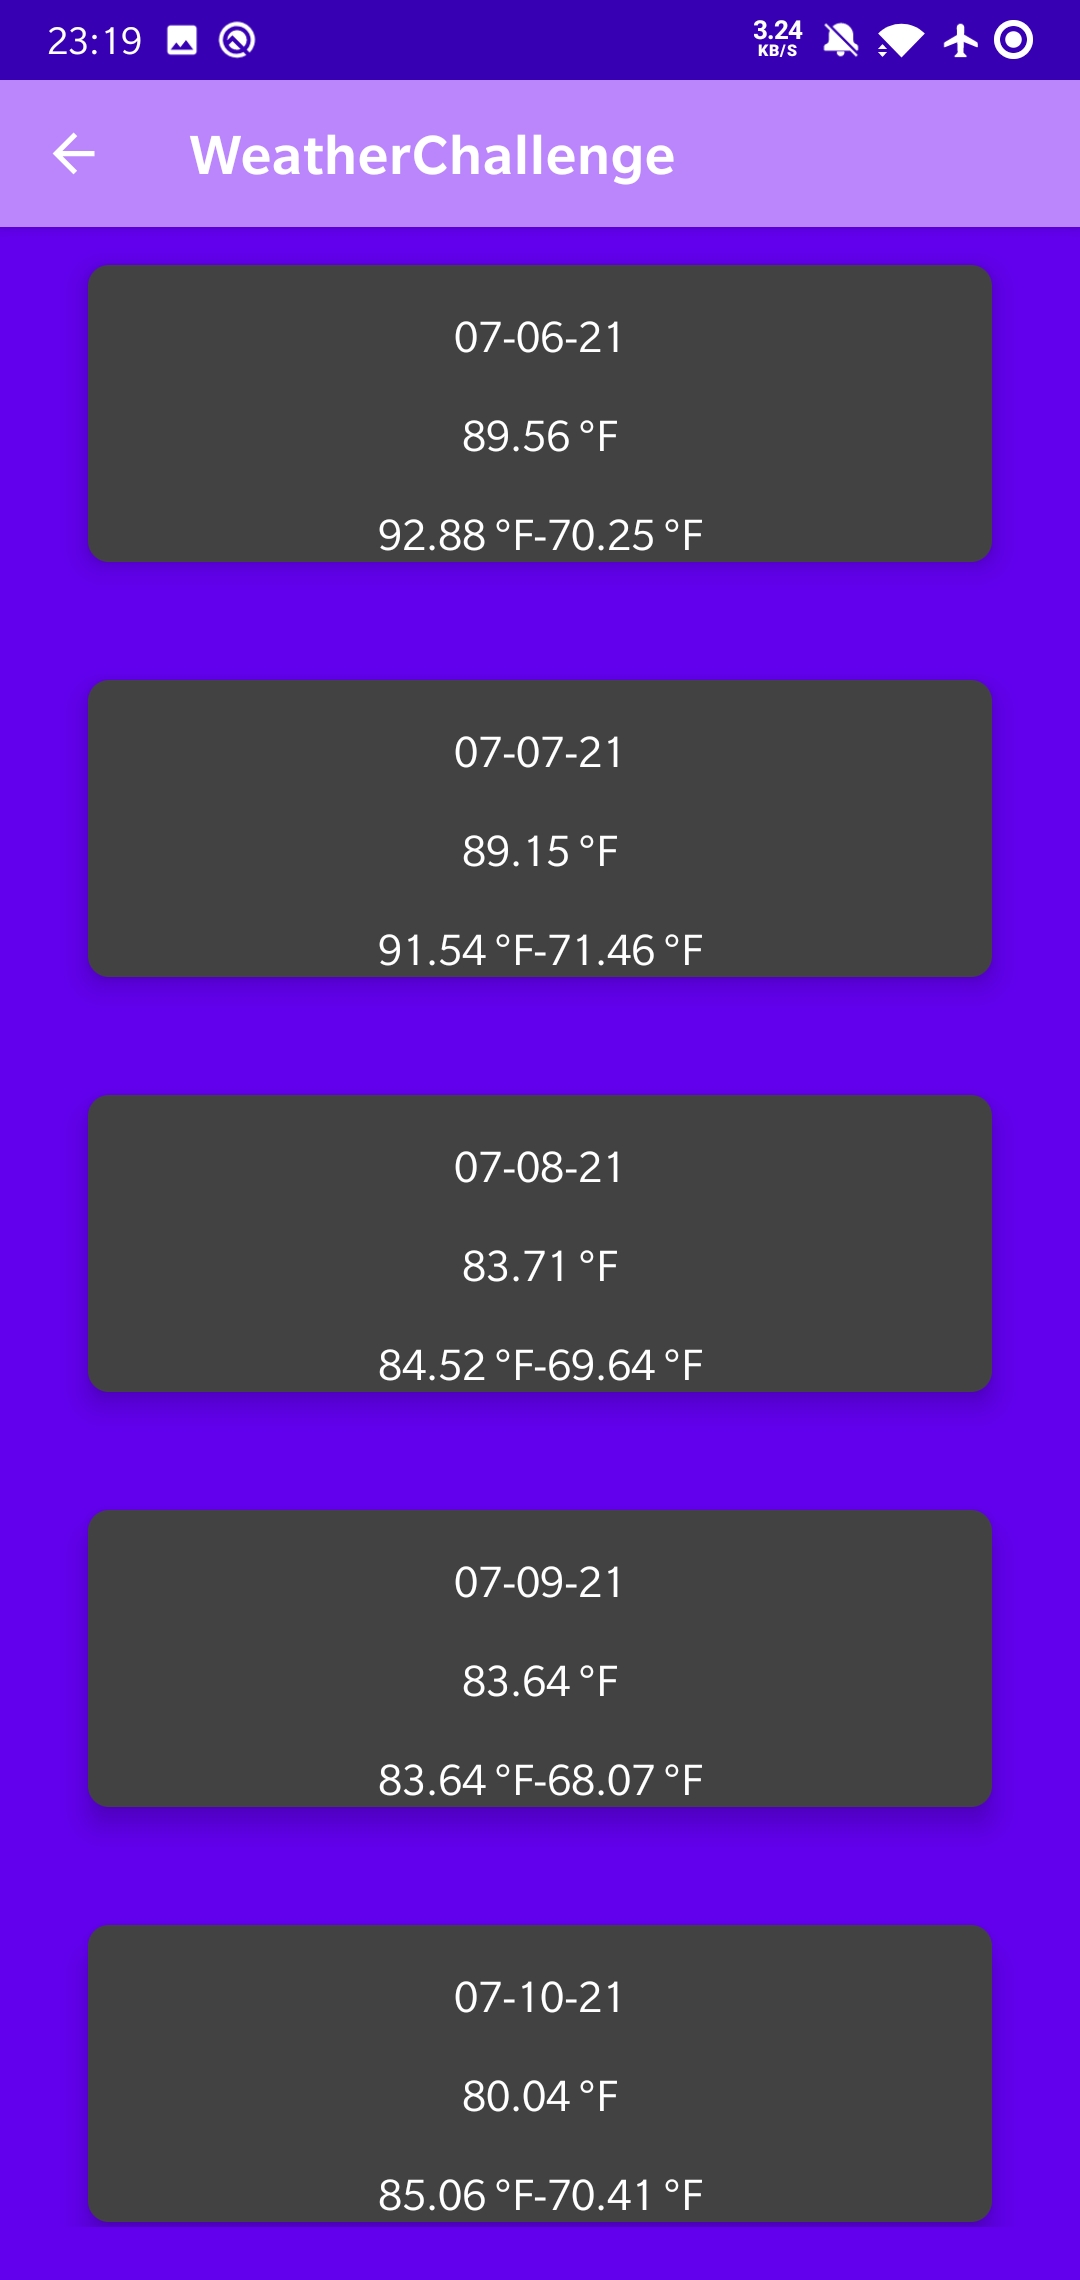 23:19
3.24
KB/S
WeatherChallenge
07-06-21
89.56 °F
92.88 °F-70.25 °F
07-07-21
89.15 °F
91.54 °F-71.46 °F
07-08-21
83.71 °F
84.52 °F-69.64 °F
07-09-21
83.64 °F
83.64 °F-68.07 °F
07-10-21
80.04 °F
85.06 °F-70.41 °F